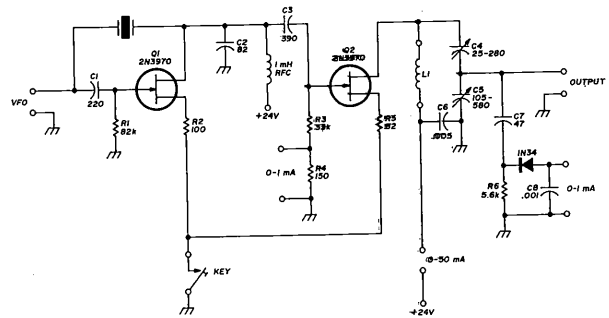 VFO
C1
220
R1
82k
Q1
2N3970
R2
100
C2
82
1 mH
RFC
+24V
C3
390
Q2
2N3970
R3
R4
150
0-1 mA
R5
L1
C6
.005
C4
25-280
C5
105-
580
OUTPUT
C7
47
1N34
R6
5.6k
C8
.001
0-1 mA
KEY
0-50 mA
+24V